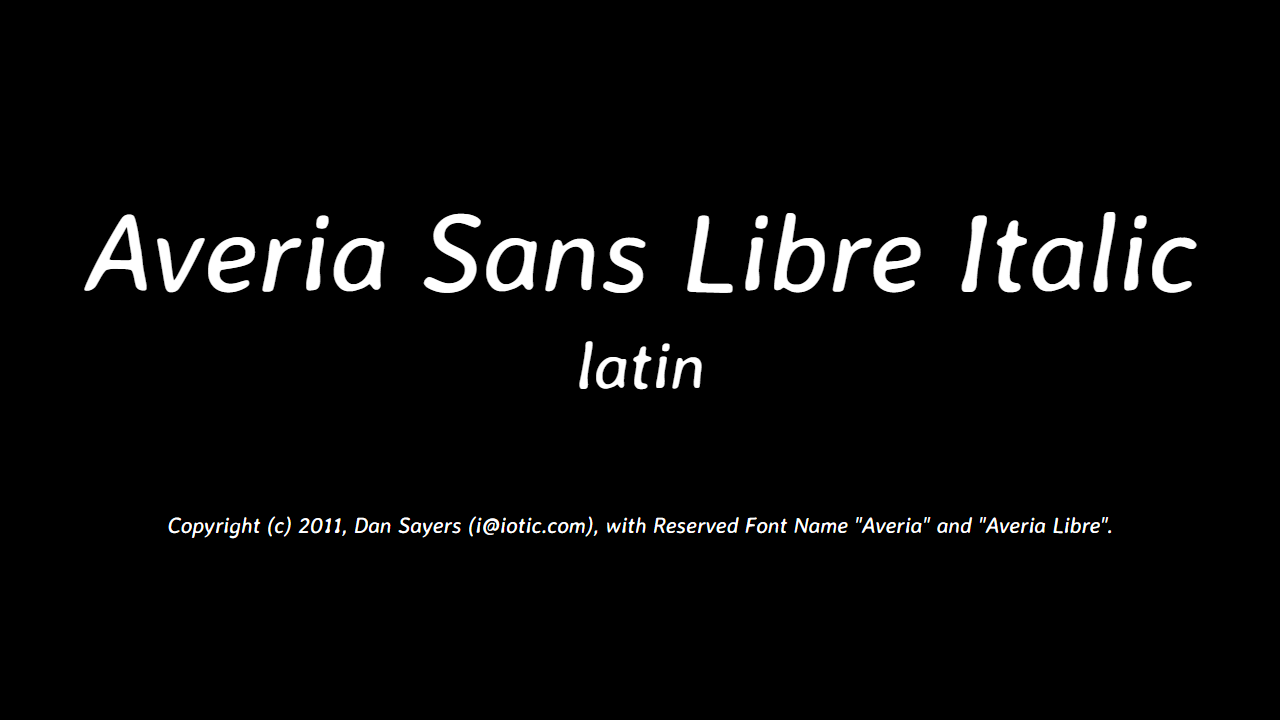 Averia Sans Libre Italic
latin
Copyright (c) 2011, Dan Sayers (i@iotic.com), with Reserved Font Name "Averia" and "Averia Libre".